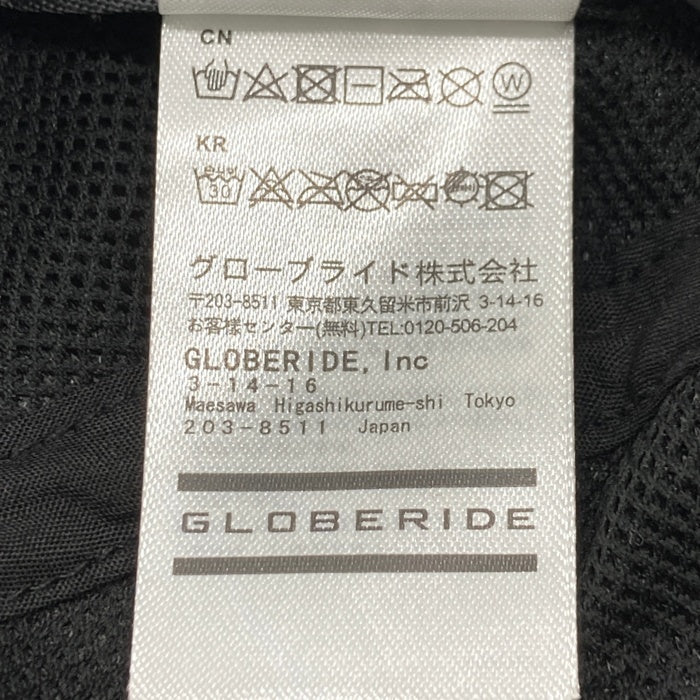 CN
W
KR
30
グローブライド株式会社
〒203-8511 東京都東久留米市前沢 3-14-16
お客様センター(無料)TEL:0120-506-204
GLOBERIDE, Inc
3-14-16
Maesawa Higashikurume-shi Tokyo
203-8511 Japan
GLOBERIDE